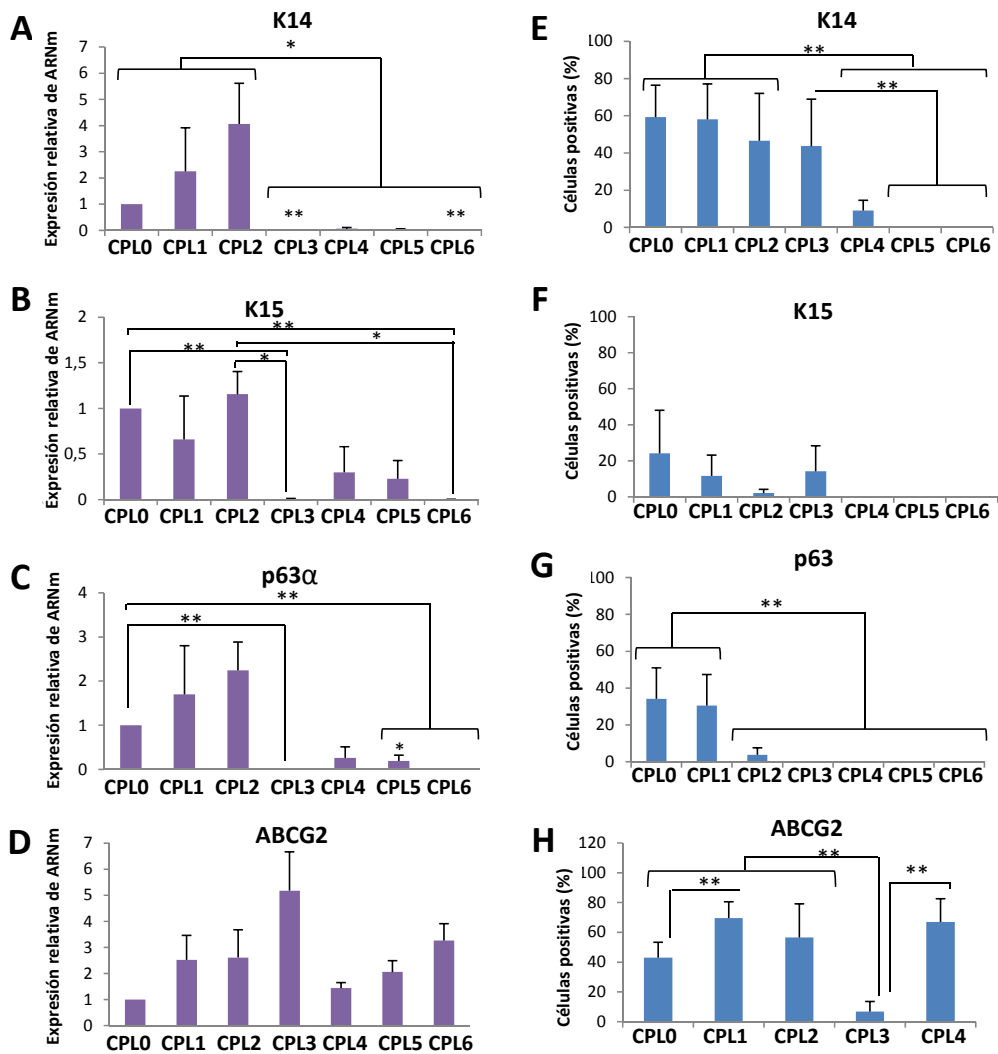 A
K14
Expresión relativa de ARNm
7
6
5
4
3
2
1
0
*
** **
CPL0 CPL1 CPL2 CPL3 CPL4 CPL5 CPL6
E
K14
Células positivas (%)
100
80
60
40
20
0
**
**
CPL0 CPL1 CPL2 CPL3 CPL4 CPL5 CPL6
B
K15
Expresión relativa de ARNm
2
1,5
1
0,5
0
**
** *
*
CPL0 CPL1 CPL2 CPL3 CPL4 CPL5 CPL6
F
K15
Células positivas (%)
100
80
60
40
20
0
CPL0 CPL1 CPL2 CPL3 CPL4 CPL5 CPL6
C
p63α
Expresión relativa de ARNm
4
3
2
1
0
**
**
*
CPL0 CPL1 CPL2 CPL3 CPL4 CPL5 CPL6
G
p63
Células positivas (%)
100
80
60
40
20
0
**
CPL0 CPL1 CPL2 CPL3 CPL4 CPL5 CPL6
D
ABCG2
Expresión relativa de ARNm
7
6
5
4
3
2
1
0
CPL0 CPL1 CPL2 CPL3 CPL4 CPL5 CPL6
H
ABCG2
Células positivas (%)
120
100
80
60
40
20
0
**
** **
CPL0 CPL1 CPL2 CPL3 CPL4